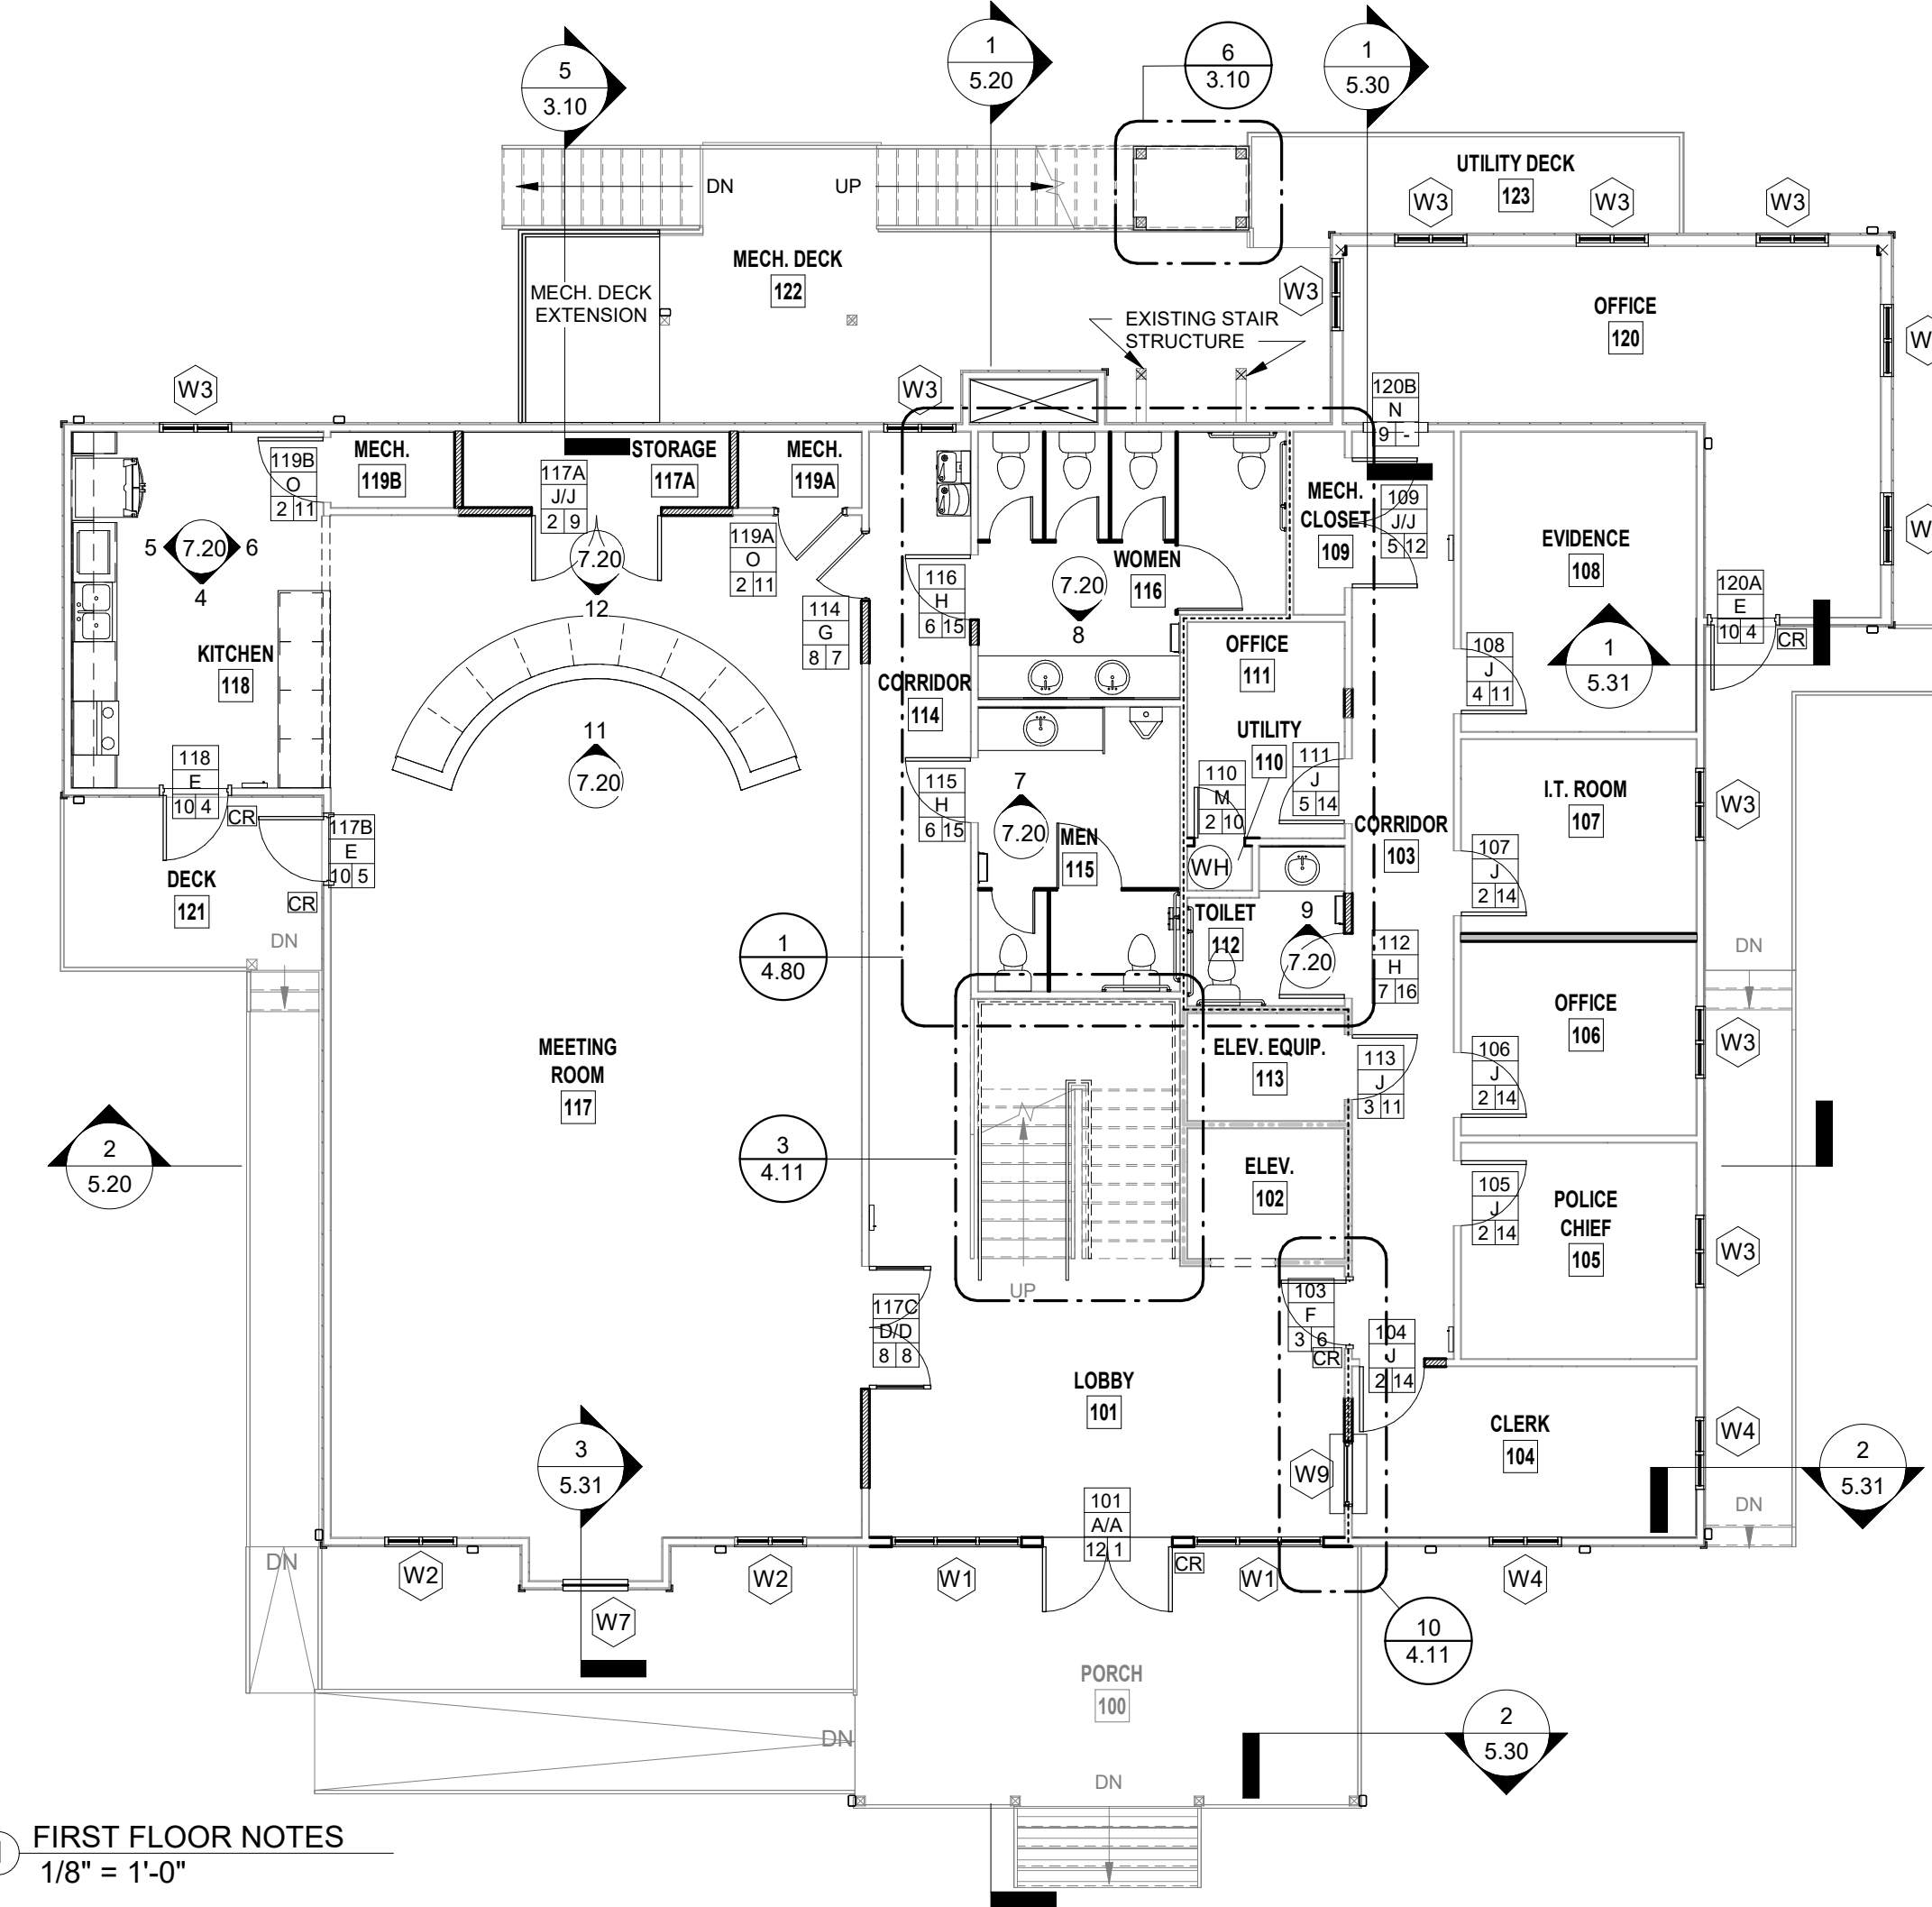 5
3.10
1
5.20
6
3.10
1
5.30
UTILITY DECK
123
W3
W3
W3
DN
UP
MECH. DECK
122
MECH. DECK
EXTENSION
W3
OFFICE
120
EXISTING STAIR
STRUCTURE
W3
W3
120B
N
9 -
MECH.
119B
119B
O
2 11
STORAGE
117A
117A
J/J
2 9
MECH.
119A
119A
O
2 11
MECH.
CLOSET
109
109
J/J
5 12
EVIDENCE
108
5 7.20 6
4
7.20
12
WOMEN
116
116
H
6 15
7.20
8
114
G
8 7
120A
E
10 4
CR
KITCHEN
118
CORRIDOR
114
OFFICE
111
108
J
4 11
1
5.31
11
7.20
UTILITY
110
110
M
2 10
111
J
5 14
118
E
10 4
CR
117B
E
10 5
115
H
6 15
7
7.20
MEN
115
CORRIDOR
103
I.T. ROOM
107
W3
107
J
2 14
WH
DECK
121
CR
DN
TOILET
112
9
7.20
112
H
7 16
DN
1
4.80
OFFICE
106
W3
106
J
2 14
MEETING
ROOM
117
ELEV. EQUIP.
113
113
J
3 11
2
5.20
3
4.11
ELEV.
102
105
J
2 14
POLICE
CHIEF
105
W3
UP
117C
D/D
8 8
103
F
3 6
CR
104
J
2 14
LOBBY
101
CLERK
104
W4
3
5.31
W9
2
5.31
101
A/A
12 1
CR
DN
DN
W2
W2
W1
W1
W4
W7
10
4.11
PORCH
100
DN
2
5.30
DN
FIRST FLOOR NOTES
1/8" = 1'-0"